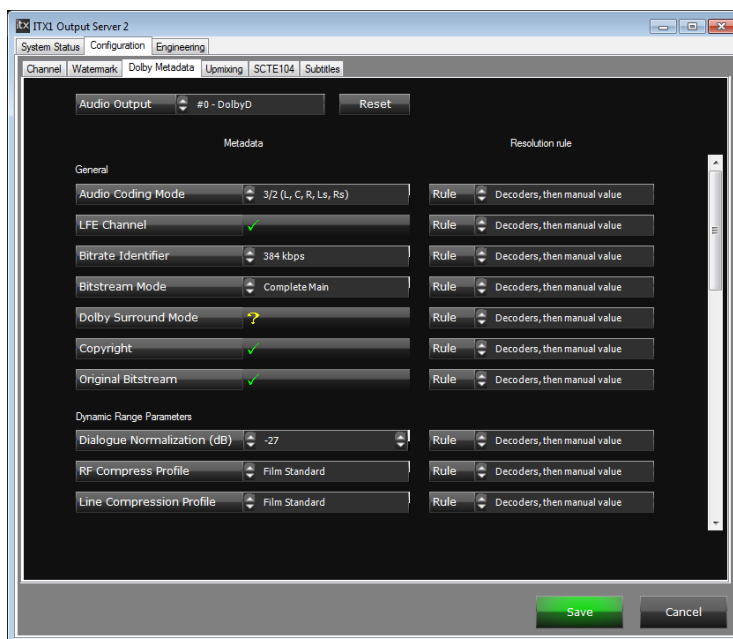 itx ITX1 Output Server 2
System Status Configuration Engineering
Channel Watermark Dolby Metadata Upmixing SCTE104 Subtitles
Audio Output #0 - DolbyD Reset
Metadata Resolution rule
General
Audio Coding Mode 3/2 (L, C, R, Ls, Rs) Rule Decoders, then manual value
LFE Channel Rule Decoders, then manual value
Bitrate Identifier 384 kbps Rule Decoders, then manual value
Bitstream Mode Complete Main Rule Decoders, then manual value
Dolby Surround Mode ? Rule Decoders, then manual value
Copyright Rule Decoders, then manual value
Original Bitstream Rule Decoders, then manual value
Dynamic Range Parameters
Dialogue Normalization (dB) -27 Rule Decoders, then manual value
RF Compress Profile Film Standard Rule Decoders, then manual value
Line Compression Profile Film Standard Rule Decoders, then manual value
Save Cancel